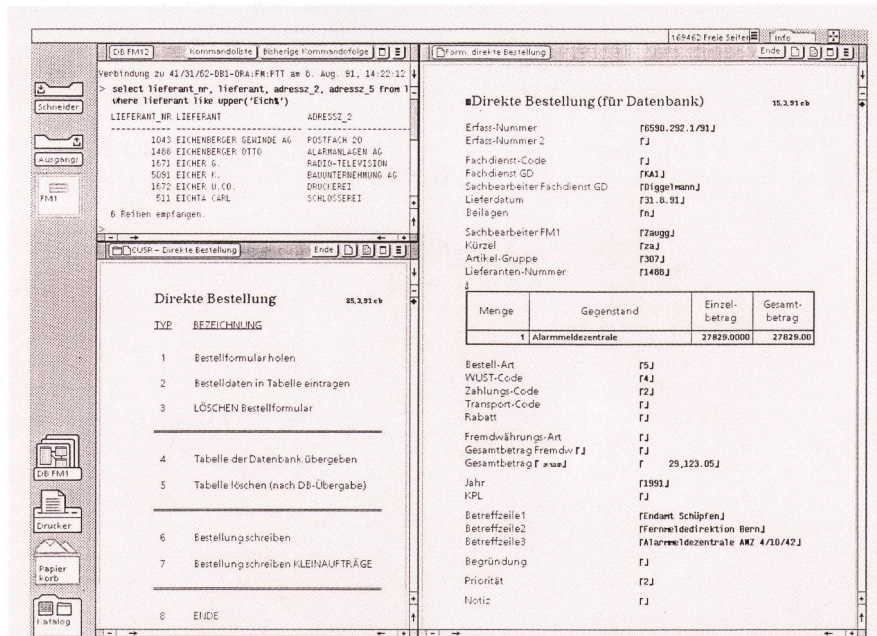 169462 Freie Seiten Info
DB FM12 Kommandoliste Bisherige Kommandofolge
Verbindung zu 41/31/62-DB1-ORA:FM:PTT am 8. Aug. 91, 14:22:12
> select lieferant_nr, lieferant, adressz_2, adressz_5 from l
where lieferant like upper('Eich%')
LIEFERANT_NR LIEFERANT ADRESSZ_2
1043 EICHENBERGER GEWINDE AG POSTFACH 20
1488 EICHENBERGER OTTO ALARMANLAGEN AG
1671 EICHER G. RADIO-TELEVISION
5091 EICHER K. BAUUNTERNEHMUNG AG
1672 EICHER U.CO. DRUCKEREI
511 EICHTA CARL SCHLOSSEREI
6 Reihen empfangen.
>
Schneider
Ausgang!
FM1
DB FM1
Drucker
Papier
korb
Katalog
CUSP – Direkte Bestellung Ende
Direkte Bestellung 25.3.91 cb
TYP BEZEICHNUNG
1 Bestellformular holen
2 Bestelldaten in Tabelle eintragen
3 LÖSCHEN Bestellformular
4 Tabelle der Datenbank übergeben
5 Tabelle löschen (nach DB-Übergabe)
6 Bestellung schreiben
7 Bestellung schreiben KLEINAUFTRÄGE
8 ENDE
Form. direkte Bestellung Ende
Direkte Bestellung (für Datenbank) 15.3.91 cb
Erfass-Nummer ⌈6590.292.1/91⌋
Erfass-Nummer 2 ⌈⌋
Fachdienst-Code ⌈⌋
Fachdienst GD ⌈KA1⌋
Sachbearbeiter Fachdienst GD ⌈Diggelmann⌋
Lieferdatum ⌈31.8.91⌋
Beilagen ⌈n⌋
Sachbearbeiter FM1 ⌈Zaugg⌋
Kürzel ⌈za⌋
Artikel-Gruppe ⌈307⌋
Lieferanten-Nummer ⌈1488⌋
Menge Gegenstand Einzel-betrag Gesamt-betrag
1 Alarmmeldezentrale 27829.0000 27829.00
Bestell-Art ⌈5⌋
WUST-Code ⌈4⌋
Zahlungs-Code ⌈2⌋
Transport-Code ⌈⌋
Rabatt ⌈⌋
Fremdwährungs-Art ⌈⌋
Gesamtbetrag Fremdw ⌈⌋
Gesamtbetrag ⌈ 29,123.05⌋
Jahr ⌈1991⌋
KPL ⌈⌋
Betreffzeile1 ⌈Endamt Schüpfen⌋
Betreffzeile2 ⌈Fernmeldedirektion Bern⌋
Betreffzeile3 ⌈Alarmmeldezentrale AMZ 4/10/42⌋
Begründung ⌈⌋
Priorität ⌈2⌋
Notiz ⌈⌋